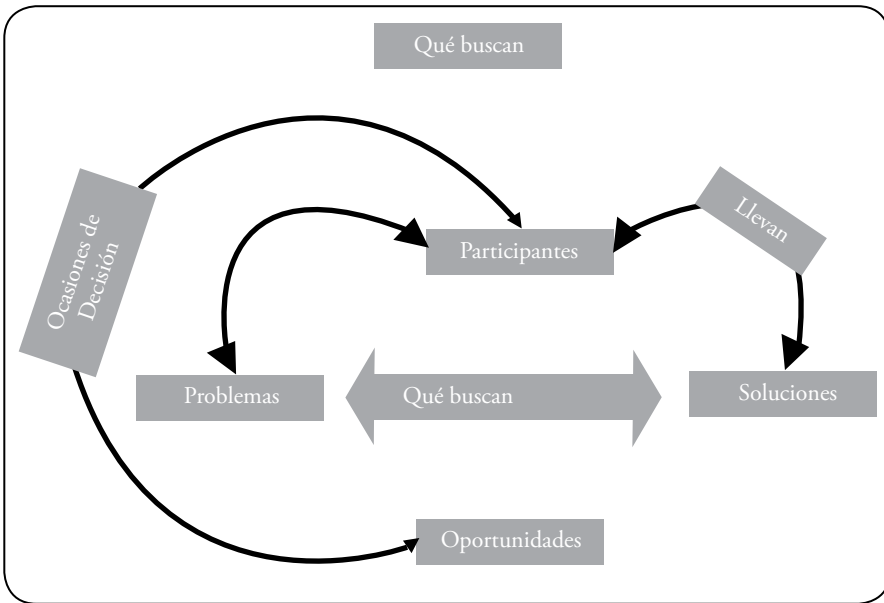 Qué buscan
Ocasiones de
Decisión
Llevan
Participantes
Problemas
Qué buscan
Soluciones
Oportunidades